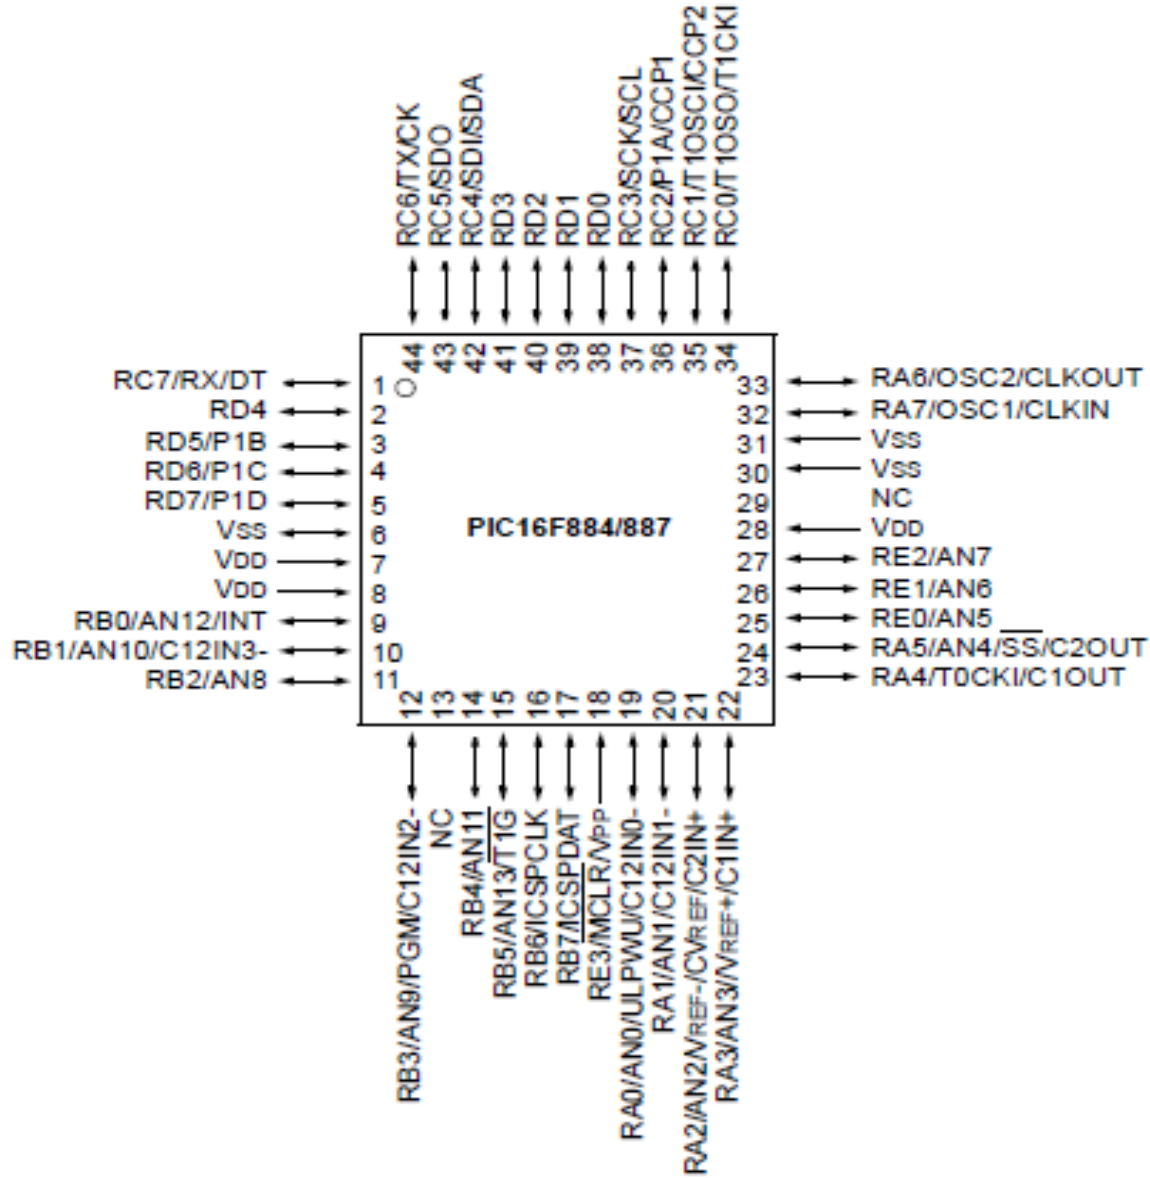 RC6/TX/CK
RC5/SDO
RC4/SDI/SDA
RD3
RD2
RD1
RD0
RC3/SCK/SCL
RC2/P1A/CCP1
RC1/T1OSCI/CCP2
RC0/T1OSO/T1CKI
44
43
42
41
40
39
38
37
36
35
34
RC7/RX/DT 1
RD4 2
RD5/P1B 3
RD6/P1C 4
RD7/P1D 5
VSS 6
VDD 7
VDD 8
RB0/AN12/INT 9
RB1/AN10/C12IN3- 10
RB2/AN8 11
PIC16F884/887
33 RA6/OSC2/CLKOUT
32 RA7/OSC1/CLKIN
31 VSS
30 VSS
29 NC
28 VDD
27 RE2/AN7
26 RE1/AN6
25 RE0/AN5
24 RA5/AN4/SS/C2OUT
23 RA4/T0CKI/C1OUT
12
13
14
15
16
17
18
19
20
21
22
RB3/AN9/PGM/C12IN2-
NC
RB4/AN11
RB5/AN13/T1G
RB6/ICSPCLK
RB7/ICSPDAT
RE3/MCLR/VPP
RA0/AN0/ULPWU/C12IN0-
RA1/AN1/C12IN1-
RA2/AN2/VREF-/CVREF/C2IN+
RA3/AN3/VREF+/C1IN+